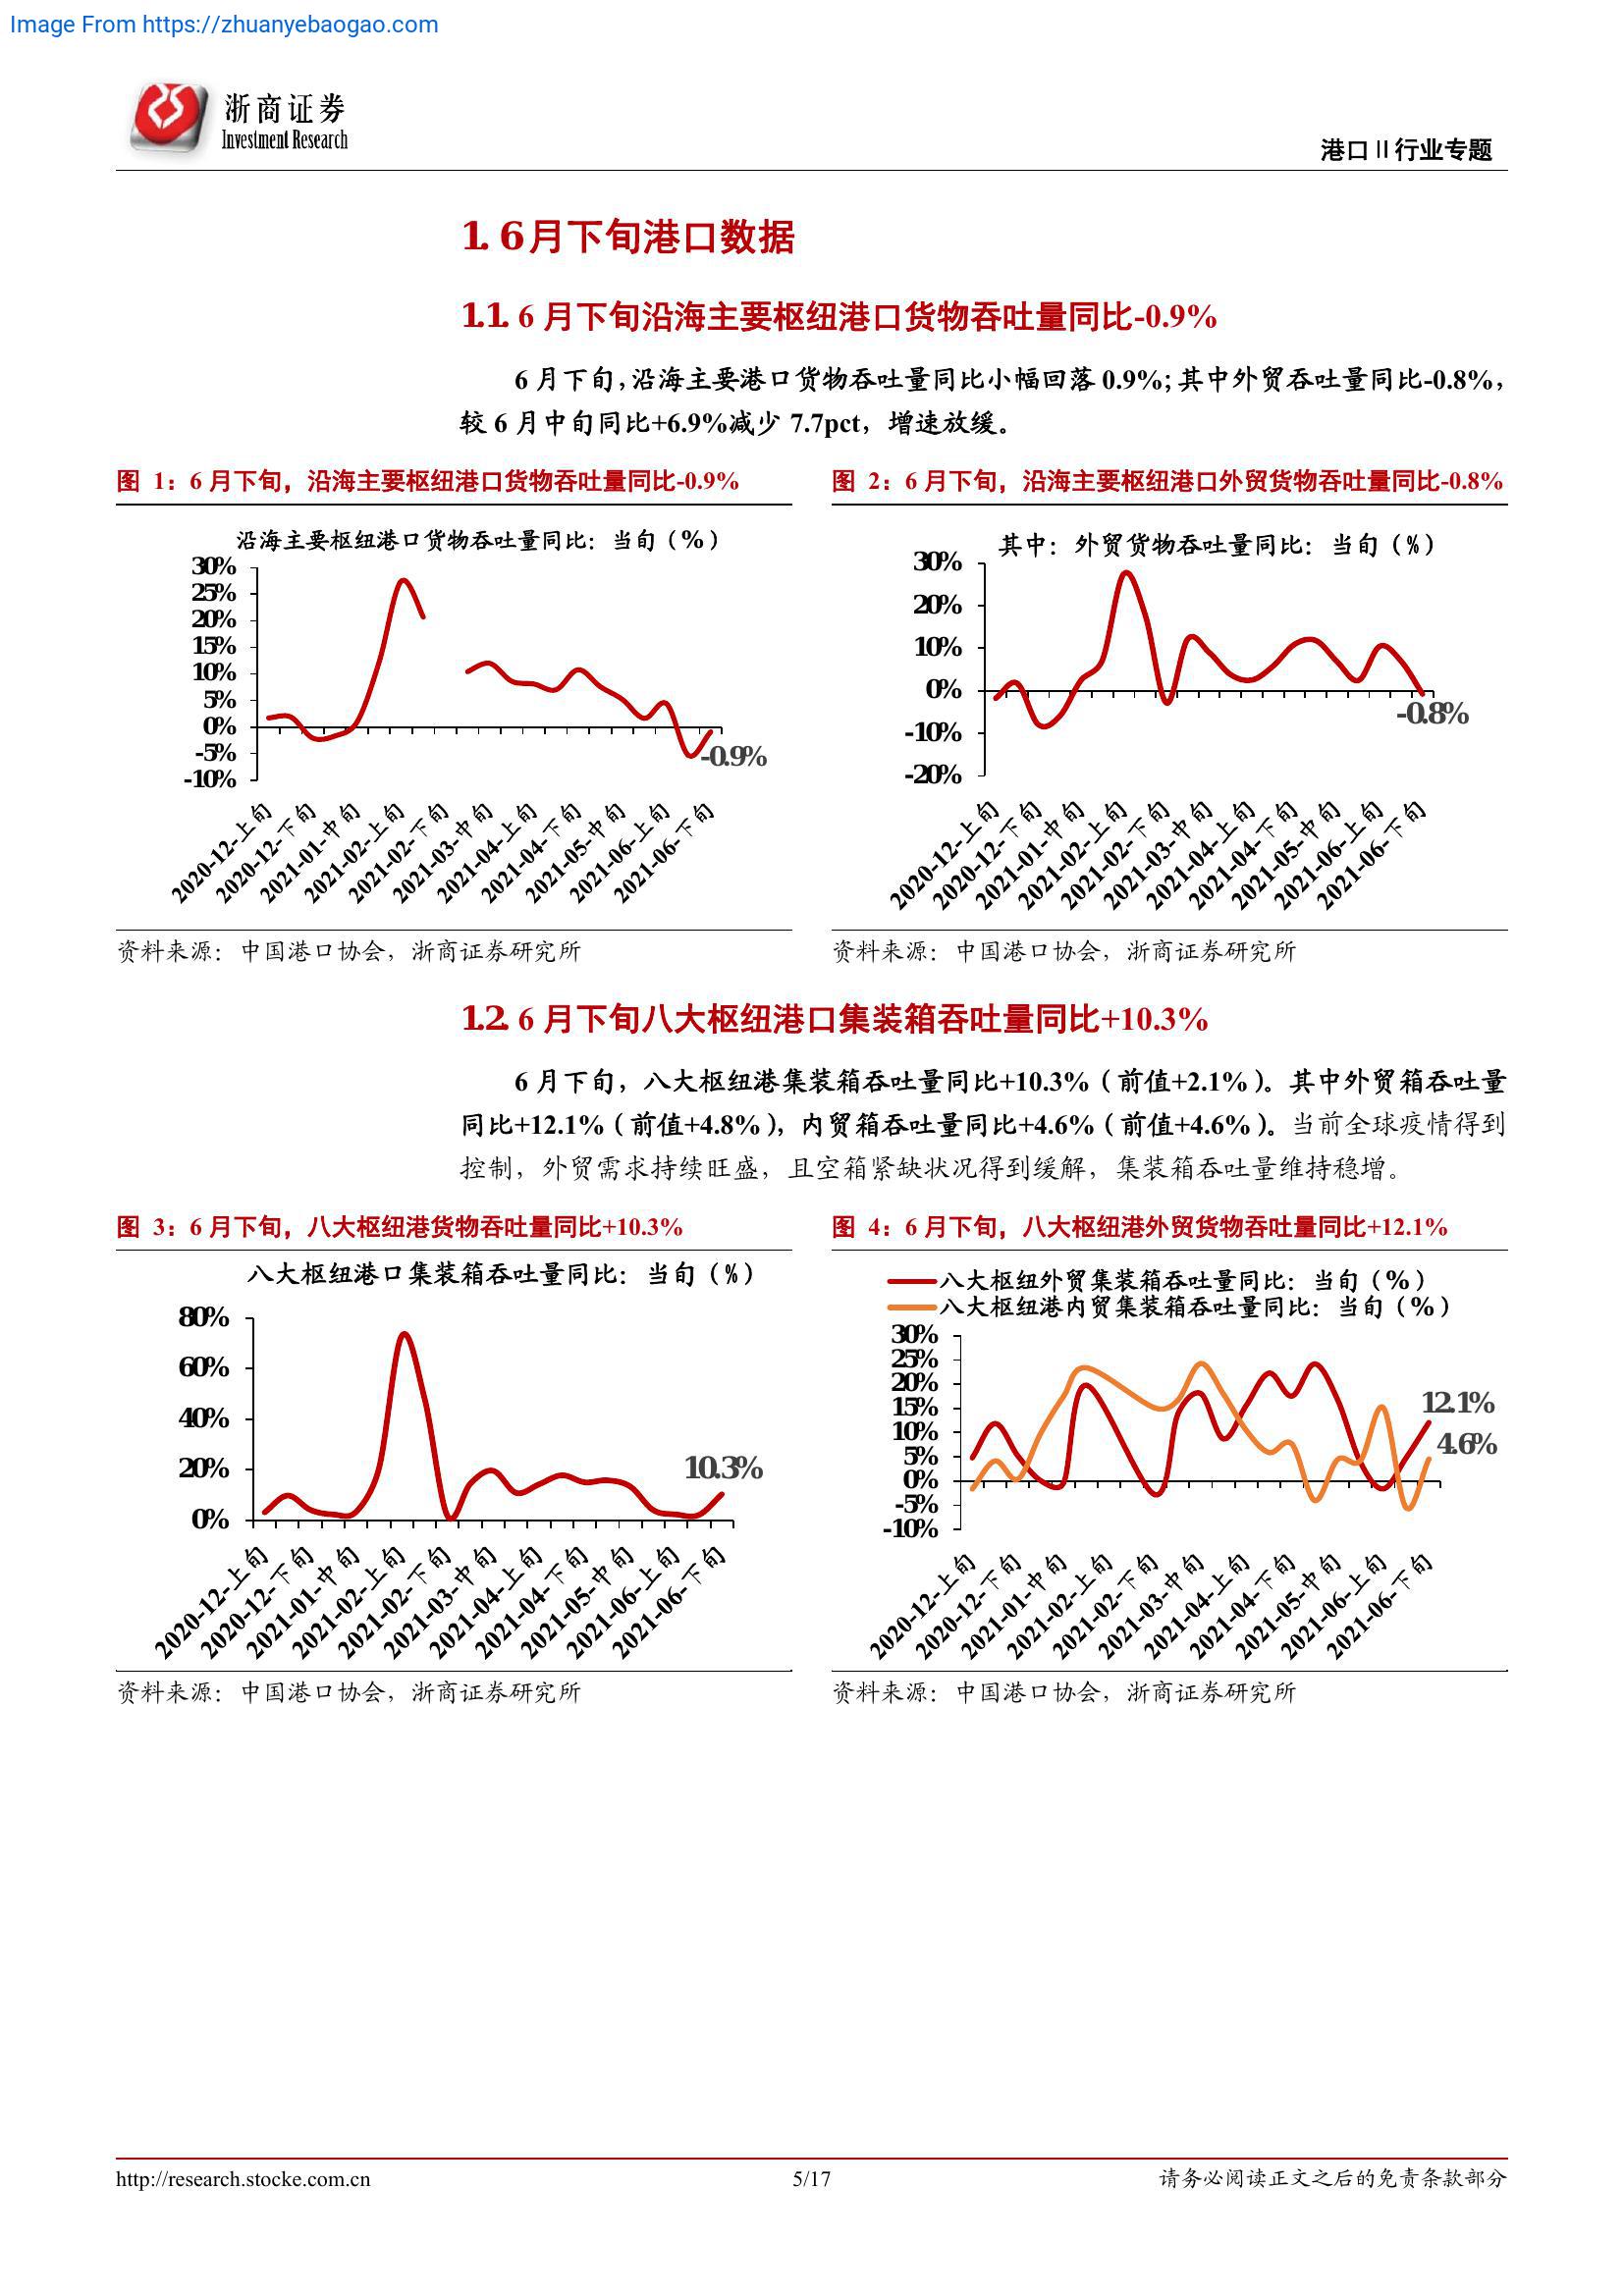 Image From https://zhuanyebaogao.com
浙商证券
Investment Research
港口Ⅱ行业专题
1. 6月下旬港口数据
1.1. 6 月下旬沿海主要枢纽港口货物吞吐量同比-0.9%
6 月下旬，沿海主要港口货物吞吐量同比小幅回落 0.9%；其中外贸吞吐量同比-0.8%，
较 6 月中旬同比+6.9%减少 7.7pct，增速放缓。
图 1：6 月下旬，沿海主要枢纽港口货物吞吐量同比-0.9%
沿海主要枢纽港口货物吞吐量同比：当旬（%）
30%
25%
20%
15%
10%
5%
0%
-5%
-10%
-0.9%
2020-12-上旬
2020-12-下旬
2021-01-中旬
2021-02-上旬
2021-02-下旬
2021-03-中旬
2021-04-上旬
2021-04-下旬
2021-05-中旬
2021-06-上旬
2021-06-下旬
资料来源：中国港口协会，浙商证券研究所
图 2：6 月下旬，沿海主要枢纽港口外贸货物吞吐量同比-0.8%
其中：外贸货物吞吐量同比：当旬（%）
30%
20%
10%
0%
-10%
-20%
-0.8%
2020-12-上旬
2020-12-下旬
2021-01-中旬
2021-02-上旬
2021-02-下旬
2021-03-中旬
2021-04-上旬
2021-04-下旬
2021-05-中旬
2021-06-上旬
2021-06-下旬
资料来源：中国港口协会，浙商证券研究所
1.2. 6 月下旬八大枢纽港口集装箱吞吐量同比+10.3%
6 月下旬，八大枢纽港集装箱吞吐量同比+10.3%（前值+2.1%）。其中外贸箱吞吐量
同比+12.1%（前值+4.8%），内贸箱吞吐量同比+4.6%（前值+4.6%）。当前全球疫情得到
控制，外贸需求持续旺盛，且空箱紧缺状况得到缓解，集装箱吞吐量维持稳增。
图 3：6 月下旬，八大枢纽港货物吞吐量同比+10.3%
八大枢纽港口集装箱吞吐量同比：当旬（%）
80%
60%
40%
20%
0%
10.3%
2020-12-上旬
2020-12-下旬
2021-01-中旬
2021-02-上旬
2021-02-下旬
2021-03-中旬
2021-04-上旬
2021-04-下旬
2021-05-中旬
2021-06-上旬
2021-06-下旬
资料来源：中国港口协会，浙商证券研究所
图 4：6 月下旬，八大枢纽港外贸货物吞吐量同比+12.1%
八大枢纽外贸集装箱吞吐量同比：当旬（%）
八大枢纽港内贸集装箱吞吐量同比：当旬（%）
30%
25%
20%
15%
10%
5%
0%
-5%
-10%
12.1%
4.6%
2020-12-上旬
2020-12-下旬
2021-01-中旬
2021-02-上旬
2021-02-下旬
2021-03-中旬
2021-04-上旬
2021-04-下旬
2021-05-中旬
2021-06-上旬
2021-06-下旬
资料来源：中国港口协会，浙商证券研究所
http://research.stocke.com.cn
5/17
请务必阅读正文之后的免责条款部分